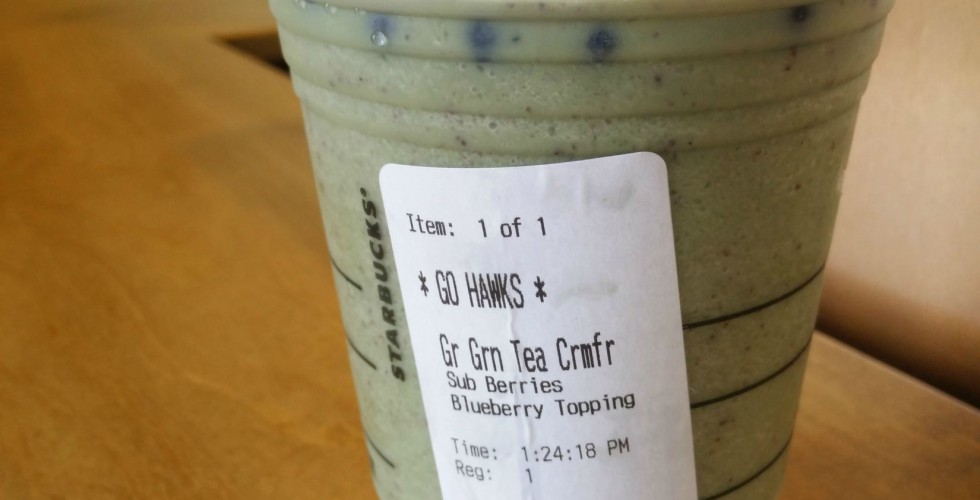 STARBUCKS
Item: 1 of 1
* GO HAWKS *
Gr Grn Tea Crmfr
Sub Berries
Blueberry Topping
Time: 1:24:18 PM
Reg: 1